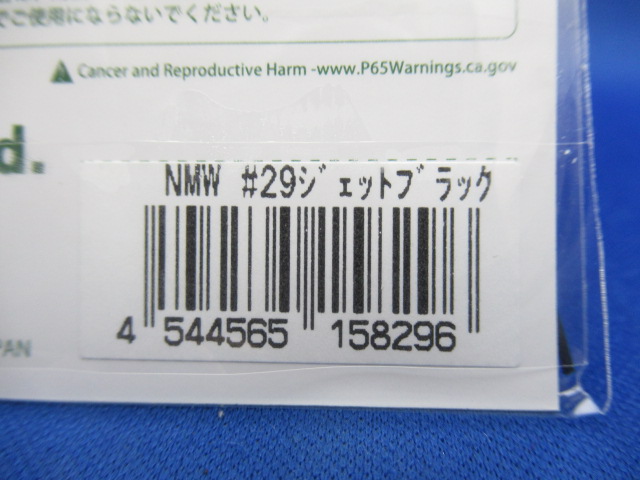 でご使用にならないでください。
Cancer and Reproductive Harm -www.P65Warnings.ca.gov
d.
NMW #29ジェットブラック
4 544565 158296
PAN